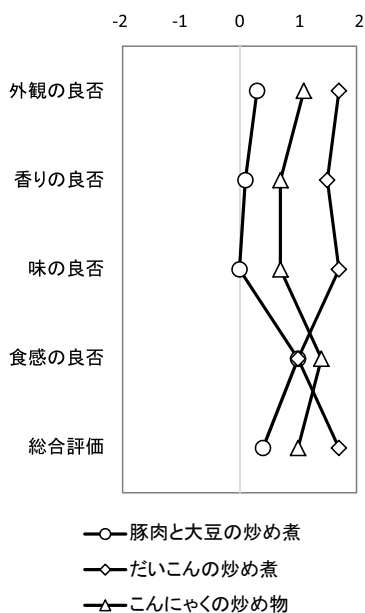 -2 -1 0 1 2
外観の良否
香りの良否
味の良否
食感の良否
総合評価
豚肉と大豆の炒め煮
だいこんの炒め煮
こんにゃくの炒め物